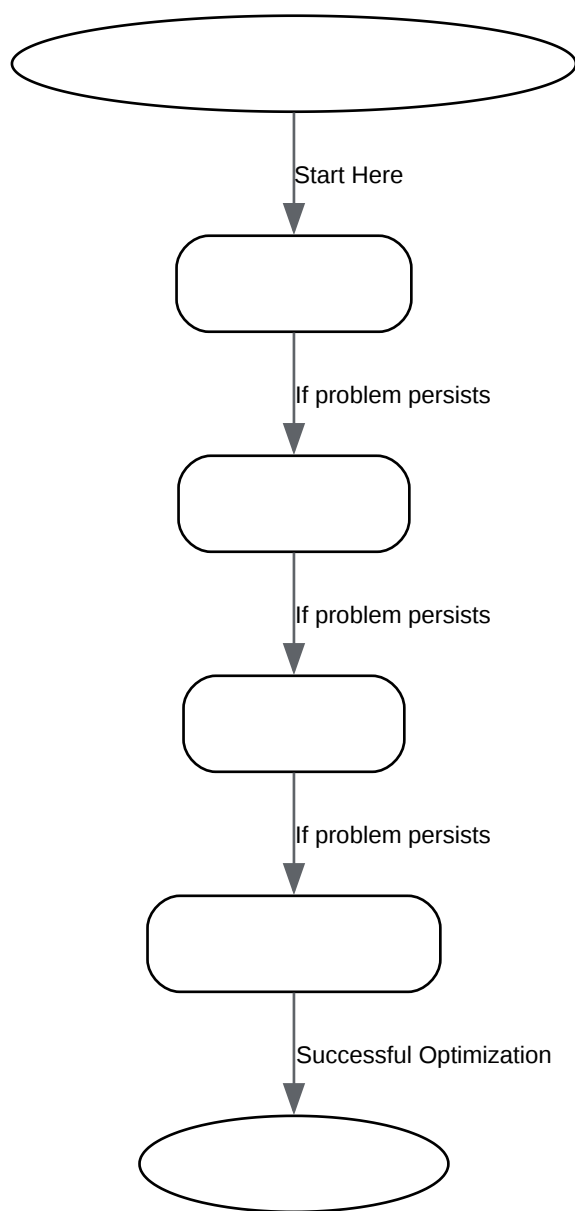 Start Here
If problem persists
If problem persists
If problem persists
Successful Optimization